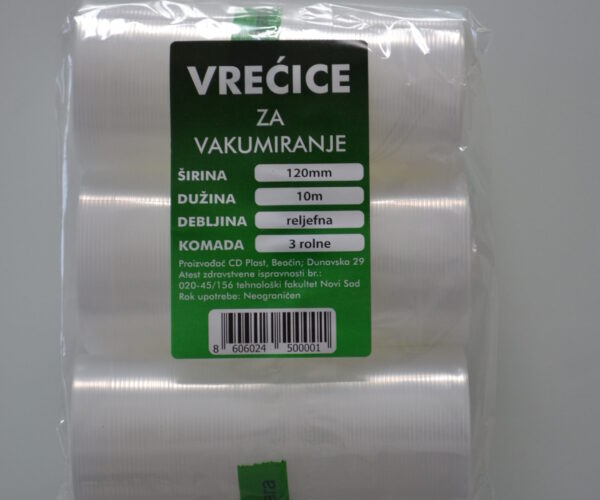 VREĆICE
ZA
VAKUMIRANJE
ŠIRINA 120mm
DUŽINA 10m
DEBLJINA reljefna
KOMADA 3 rolne
Proizvođač CD Plast, Beočin; Dunavska 29
Atest zdravstvene ispravnosti br.:
020-45/156 tehnološki fakultet Novi Sad
Rok upotrebe: Neograničen
8 606024 500001